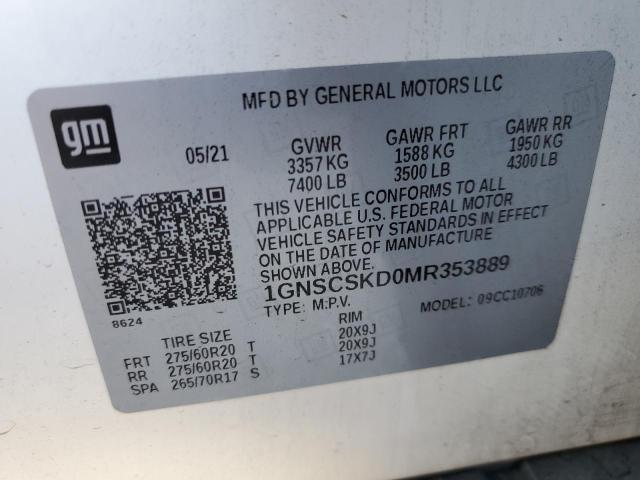 gm
MFD BY GENERAL MOTORS LLC
05/21 GVWR GAWR FRT GAWR RR
3357 KG 1588 KG 1950 KG
7400 LB 3500 LB 4300 LB
THIS VEHICLE CONFORMS TO ALL
APPLICABLE U.S. FEDERAL MOTOR
VEHICLE SAFETY STANDARDS IN EFFECT
ON THE DATE OF MANUFACTURE
SHOWN ABOVE.
1GNSCSKD0MR353889
8624
TYPE: M.P.V. MODEL: 09CC10706
TIRE SIZE RIM
FRT 275/60R20 T 20X9J
RR 275/60R20 T 20X9J
SPA 265/70R17 S 17X7J